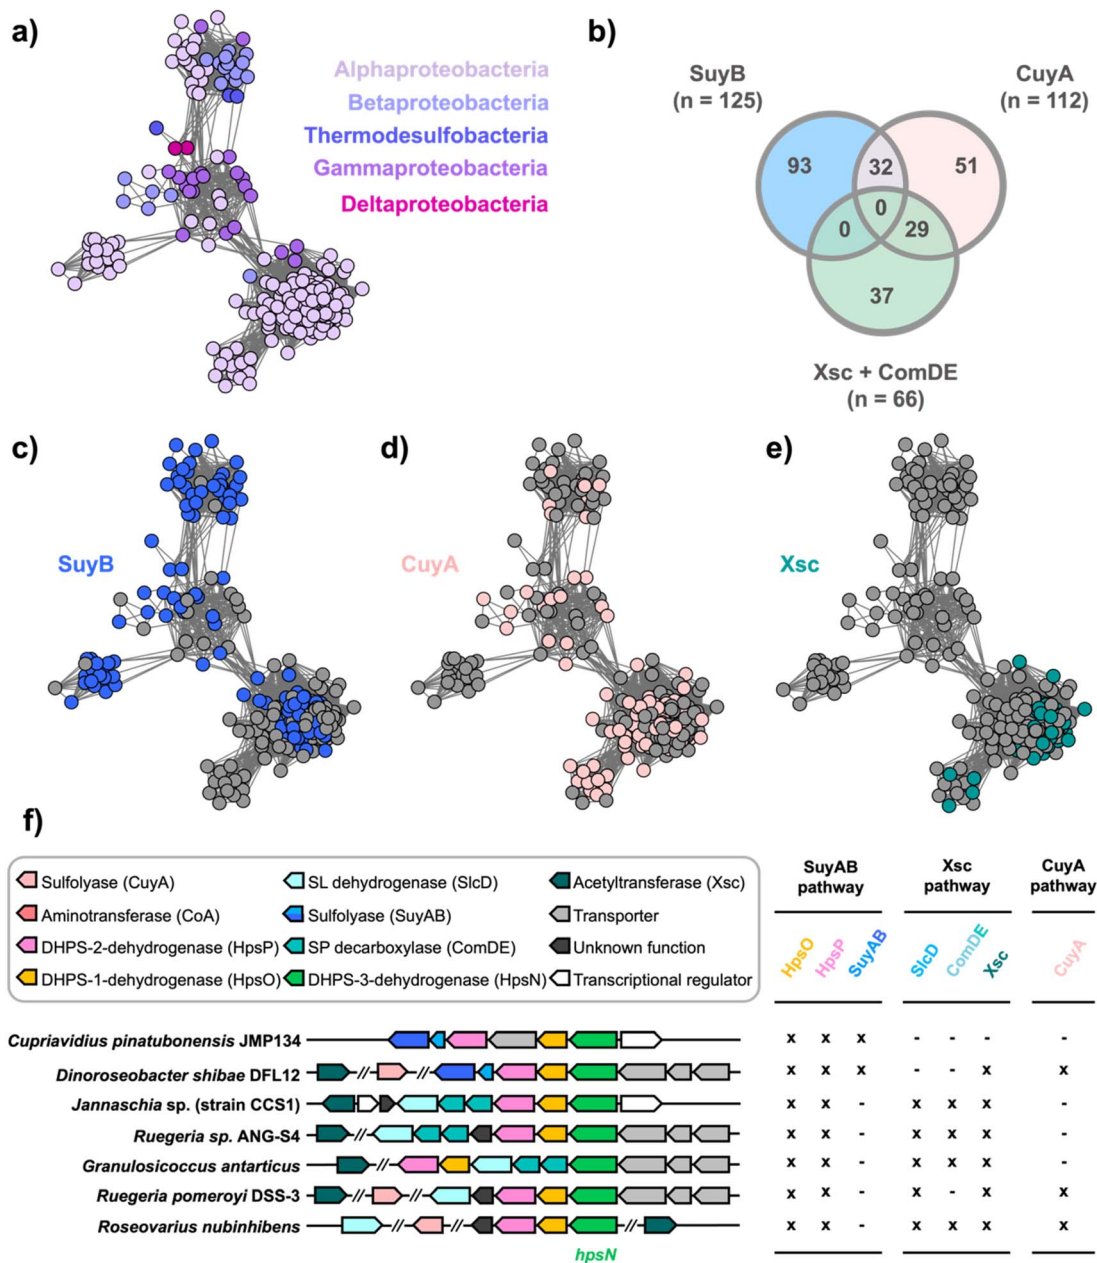 a)
Alphaproteobacteria
Betaproteobacteria
Thermodesulfobacteria
Gammaproteobacteria
Deltaproteobacteria
b)
SuyB
(n = 125)
CuyA
(n = 112)
93
32
51
0
0
29
37
Xsc + ComDE
(n = 66)
c)
SuyB
d)
CuyA
e)
Xsc
f)
Sulfolyase (CuyA)
SL dehydrogenase (SlcD)
Acetyltransferase (Xsc)
Aminotransferase (CoA)
Sulfolyase (SuyAB)
Transporter
DHPS-2-dehydrogenase (HpsP)
SP decarboxylase (ComDE)
Unknown function
DHPS-1-dehydrogenase (HpsO)
DHPS-3-dehydrogenase (HpsN)
Transcriptional regulator
SuyAB
pathway
Xsc
pathway
CuyA
pathway
HpsO
HpsP
SuyAB
SlcD
ComDE
Xsc
CuyA
Cupriavidius pinatubonensis JMP134 x x x - - - -
Dinoroseobacter shibae DFL12 // // x x x - - x x
Jannaschia sp. (strain CCS1) x x - x x x -
Ruegeria sp. ANG-S4 // x x - x x x -
Granulosicoccus antarticus // x x - x x x -
Ruegeria pomeroyi DSS-3 // // x x - x - x x
Roseovarius nubinhibens // // // x x - x x x x
hpsN